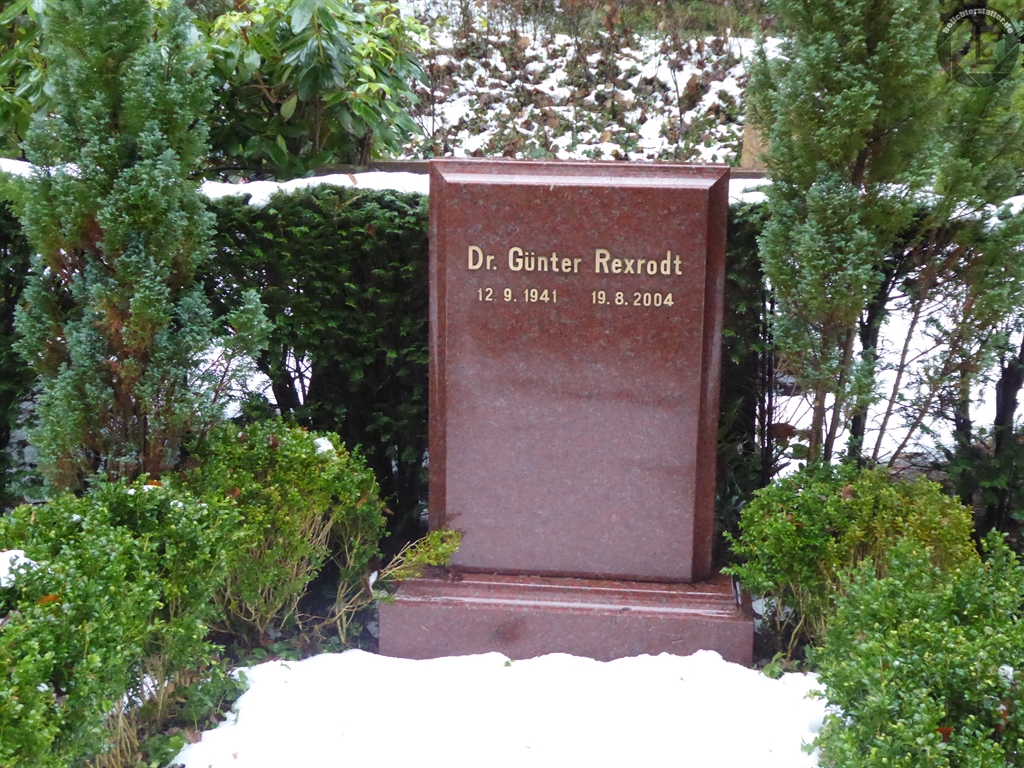 Dr. Günter Rexrodt
12. 9. 1941 19. 8. 2004